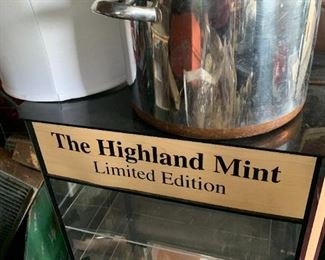 The Highland Mint
Limited Edition